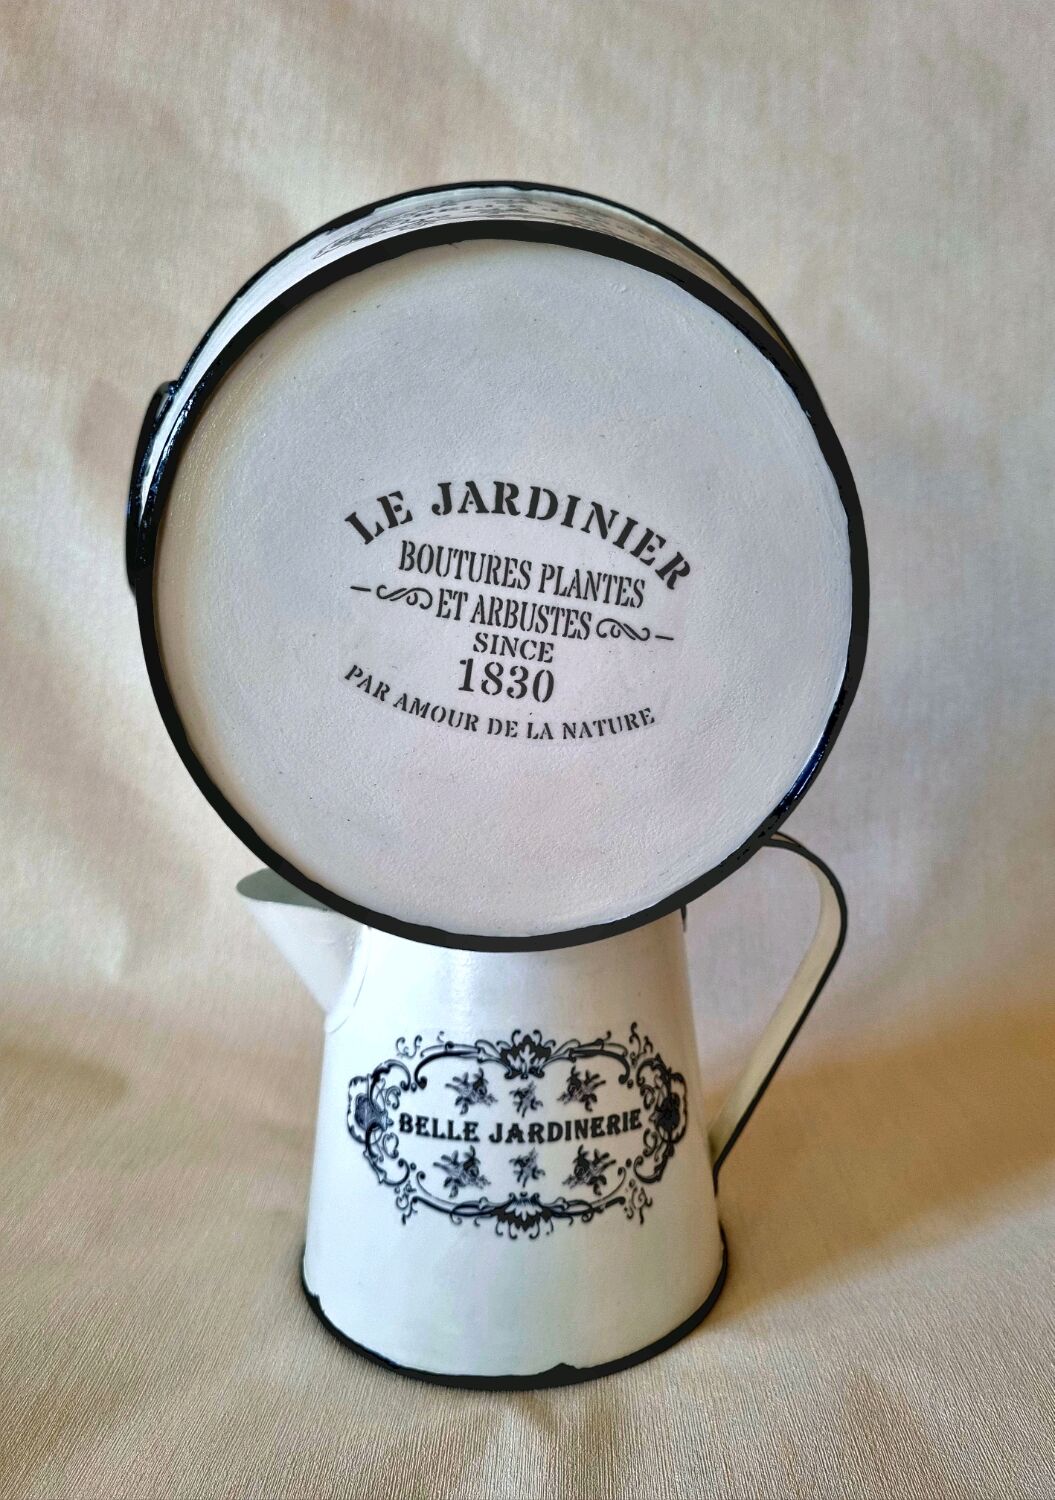 LE JARDINIER
BOUTURES PLANTES
ET ARBUSTES
SINCE
1830
PAR AMOUR DE LA NATURE
BELLE JARDINERIE